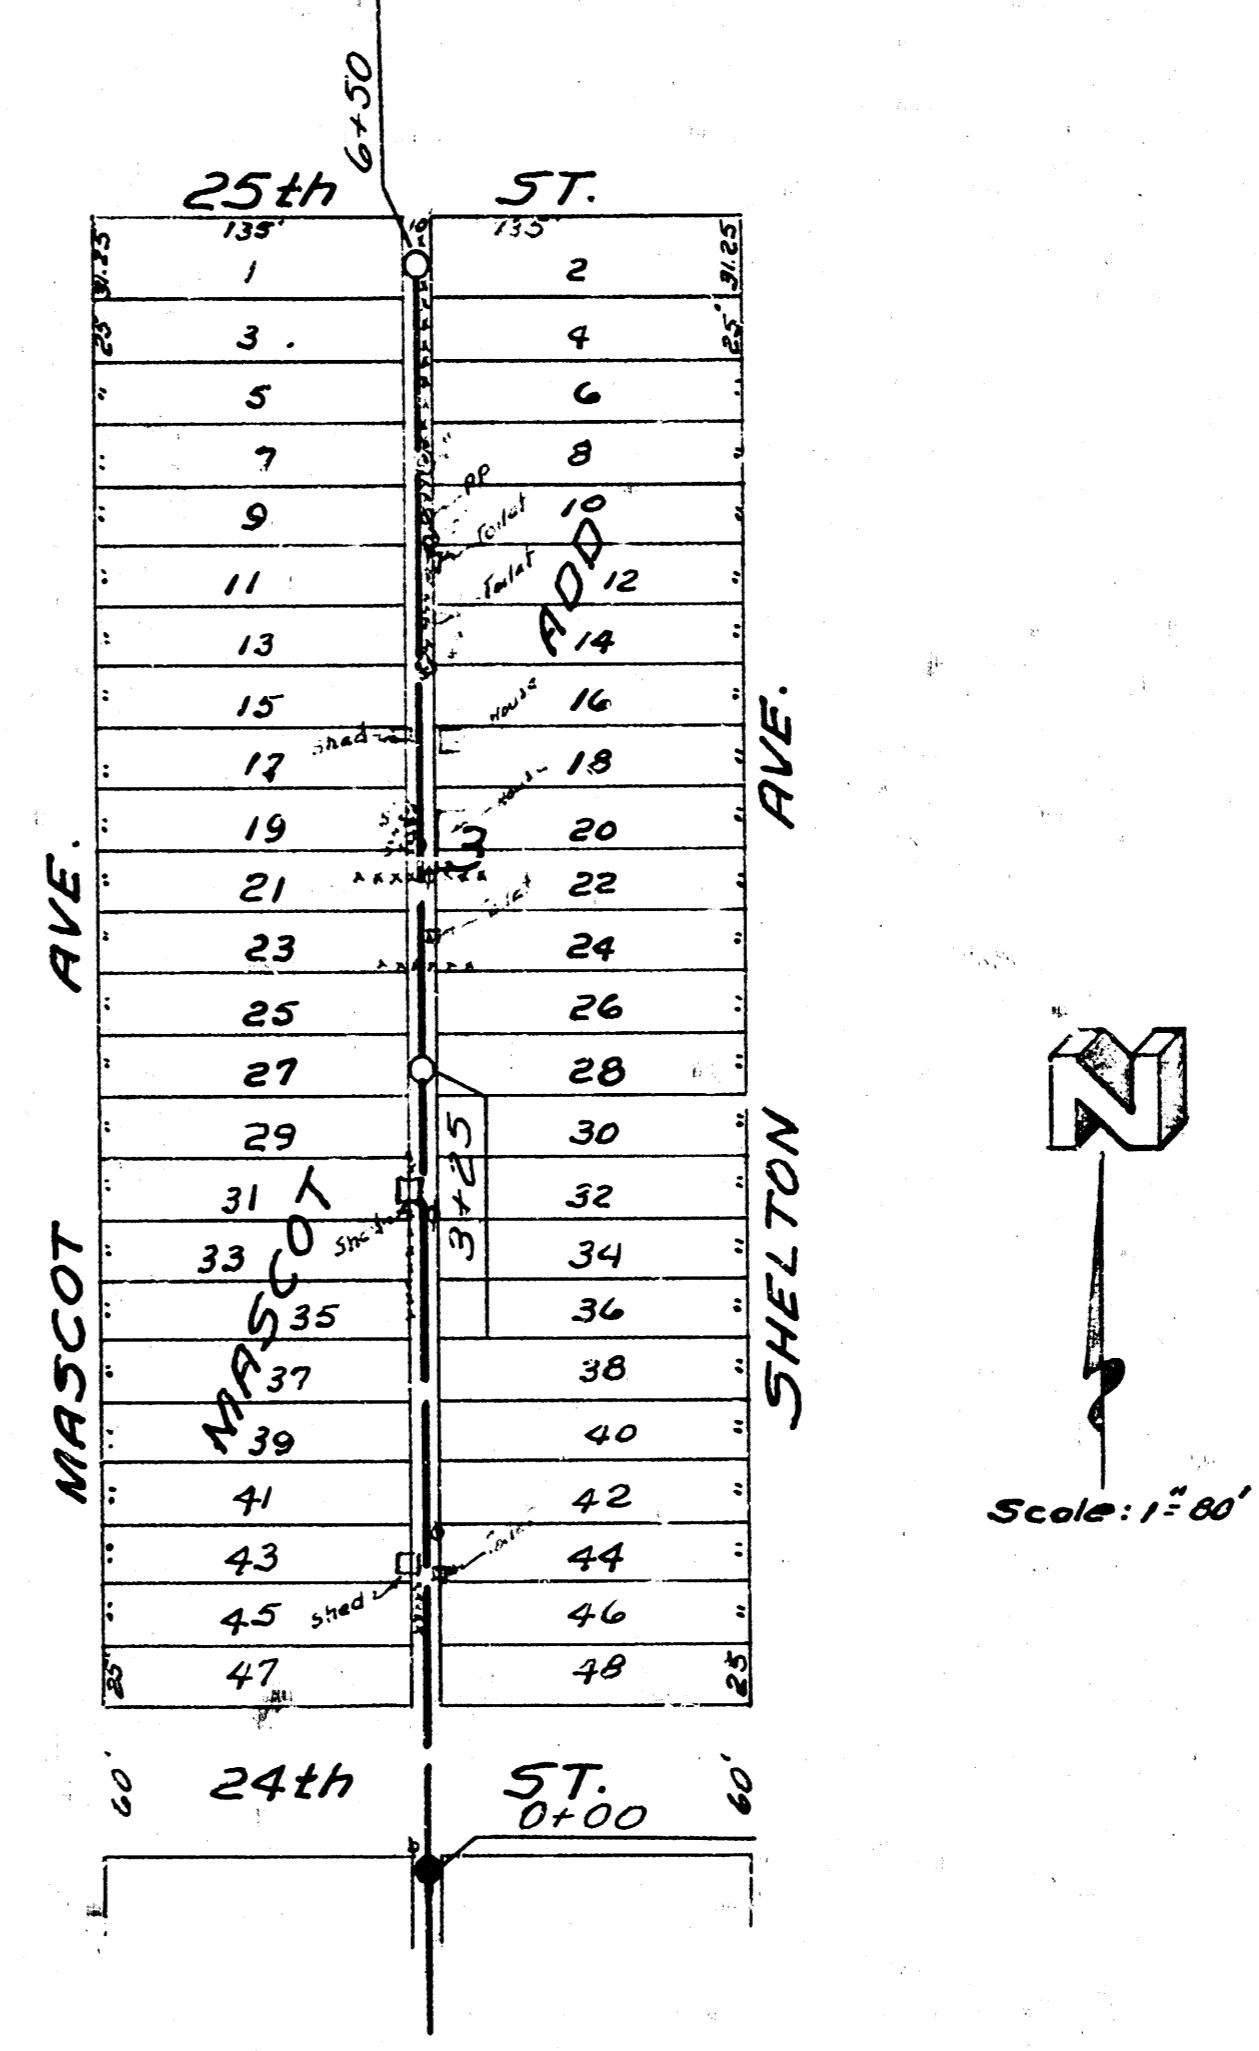 6+50
25th ST.
135' 10' 135'
31.25 1 2 31.25
25' 3 . 4 25'
" 5 6 "
" 7 8 "
PP
" 9 10 "
Toilet
" 11 12 "
Toilet
ADD
" 13 14 "
" 15 16 "
House
Shed
" 17 18 "
House
" 19 20 "
" 21 22 "
Toilet
" 23 24 "
" 25 26 "
" 27 28 "
" 29 30 "
3+25
" 31 32 "
Shed
" 33 34 "
" 35 36 "
" 37 38 "
MASCOT
" 39 40 "
" 41 42 "
" 43 44 "
Shed
" 45 46 "
25' 47 48 25
MASCOT AVE.
SHELTON AVE.
60' 24th ST. 60'
0+00
N
Scale: 1"=80'